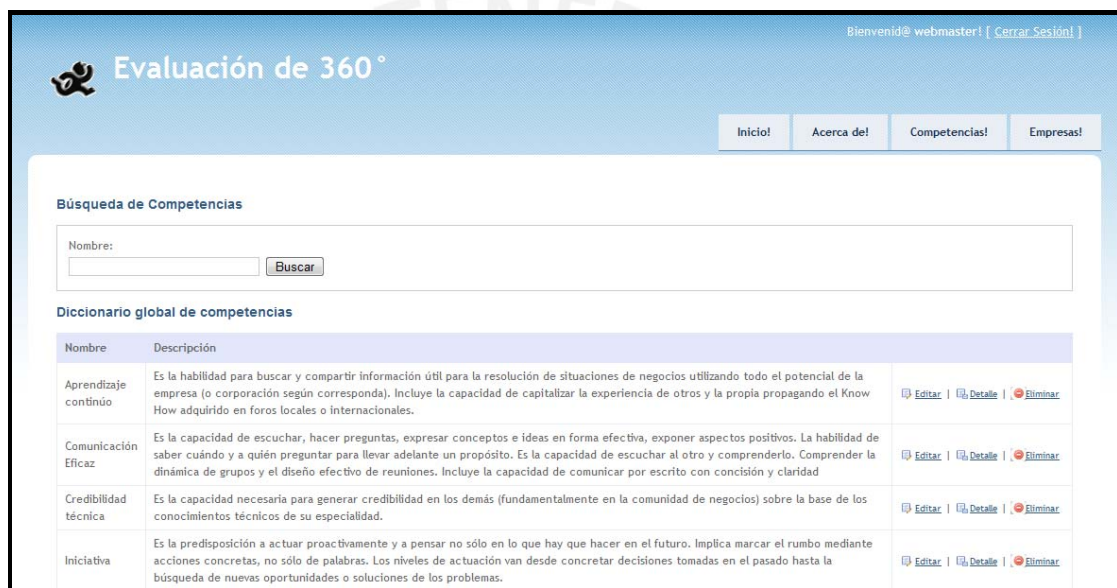 Bienvenid@ webmaster! [ Cerrar Sesión! ]
Evaluación de 360°
Inicio! Acerca de! Competencias! Empresas!
Búsqueda de Competencias
Nombre:
Buscar
Diccionario global de competencias
Nombre Descripción
Aprendizaje continúo
Es la habilidad para buscar y compartir información útil para la resolución de situaciones de negocios utilizando todo el potencial de la
empresa (o corporación según corresponda). Incluye la capacidad de capitalizar la experiencia de otros y la propia propagando el Know
How adquirido en foros locales o internacionales.
Editar | Detalle | Eliminar
Comunicación Eficaz
Es la capacidad de escuchar, hacer preguntas, expresar conceptos e ideas en forma efectiva, exponer aspectos positivos. La habilidad de
saber cuándo y a quién preguntar para llevar adelante un propósito. Es la capacidad de escuchar al otro y comprenderlo. Comprender la
dinámica de grupos y el diseño efectivo de reuniones. Incluye la capacidad de comunicar por escrito con concisión y claridad
Editar | Detalle | Eliminar
Credibilidad técnica
Es la capacidad necesaria para generar credibilidad en los demás (fundamentalmente en la comunidad de negocios) sobre la base de los
conocimientos técnicos de su especialidad.
Editar | Detalle | Eliminar
Iniciativa
Es la predisposición a actuar proactivamente y a pensar no sólo en lo que hay que hacer en el futuro. Implica marcar el rumbo mediante
acciones concretas, no sólo de palabras. Los niveles de actuación van desde concretar decisiones tomadas en el pasado hasta la
búsqueda de nuevas oportunidades o soluciones de los problemas.
Editar | Detalle | Eliminar